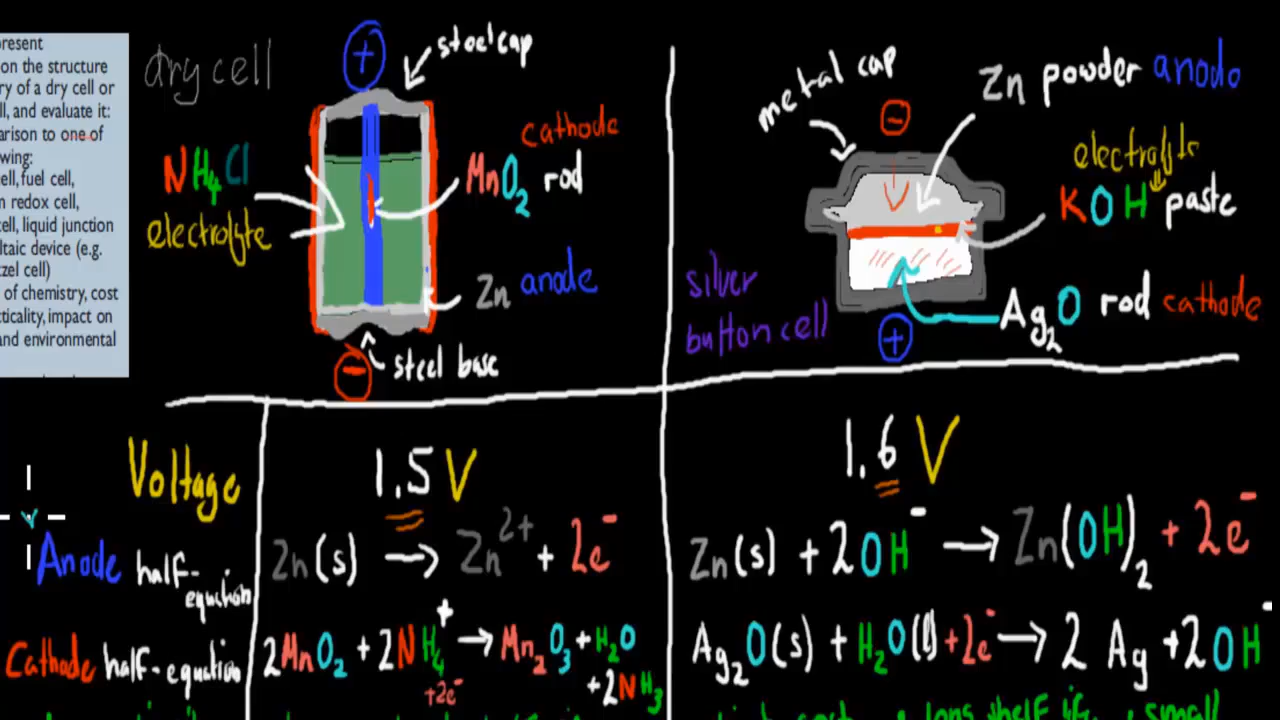 present
on the structure
ry of a dry cell or
ll, and evaluate it:
parison to one of
wing:
cell, fuel cell,
m redox cell,
cell, liquid junction
ltaic device (e.g.
tzel cell)
of chemistry, cost
cticality, impact on
and environmental
dry cell
+
steel cap
cathode
NH4Cl
electrolyte
MnO2 rod
Zn anode
steel base
−
metal cap
−
Zn powder anode
electrolyte
KOH paste
silver
button cell
Ag2O rod cathode
+
Voltage
1.5 V
1.6 V
Anode half-equation
Zn(s) → Zn2+ + 2e−
Zn(s) + 2OH− → Zn(OH)2 + 2e−
Cathode half-equation
2MnO2 + 2NH4+ +2e− → Mn2O3 + H2O
+ 2NH3
Ag2O(s) + H2O(l) +2e− → 2 Ag + 2OH−